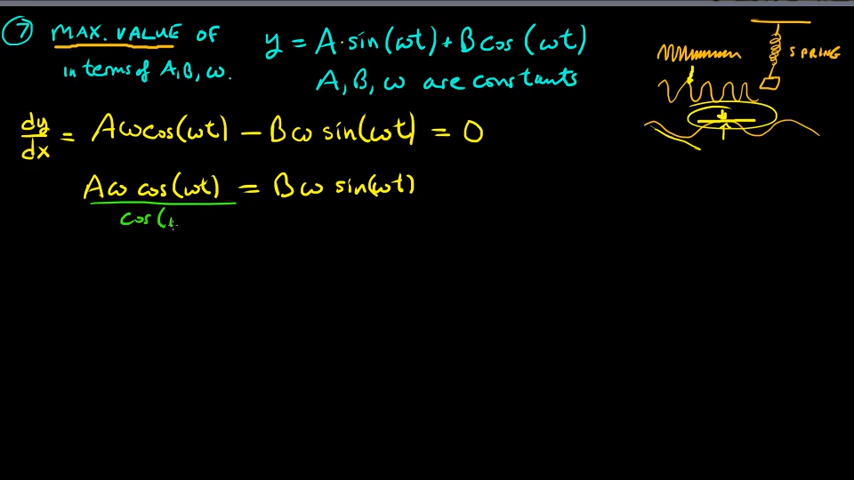 ⑦ MAX. VALUE OF y = A·sin(ωt) + B cos(ωt)
in terms of A, B, ω. A, B, ω are constants
SPRING
dy/dx = Aω cos(ωt) − Bω sin(ωt) = 0
Aω cos(ωt) = Bω sin(ωt)
cos(